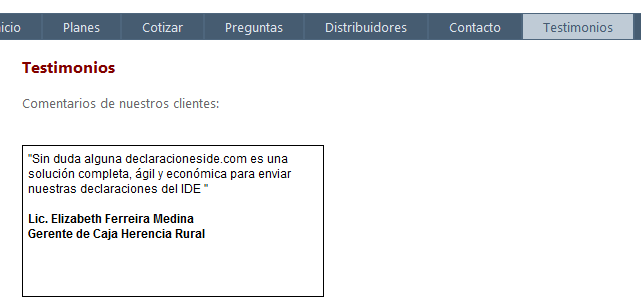 icio Planes Cotizar Preguntas Distribuidores Contacto Testimonios
Testimonios
Comentarios de nuestros clientes:
"Sin duda alguna declaracioneside.com es una
solución completa, ágil y económica para enviar
nuestras declaraciones del IDE "
Lic. Elizabeth Ferreira Medina
Gerente de Caja Herencia Rural